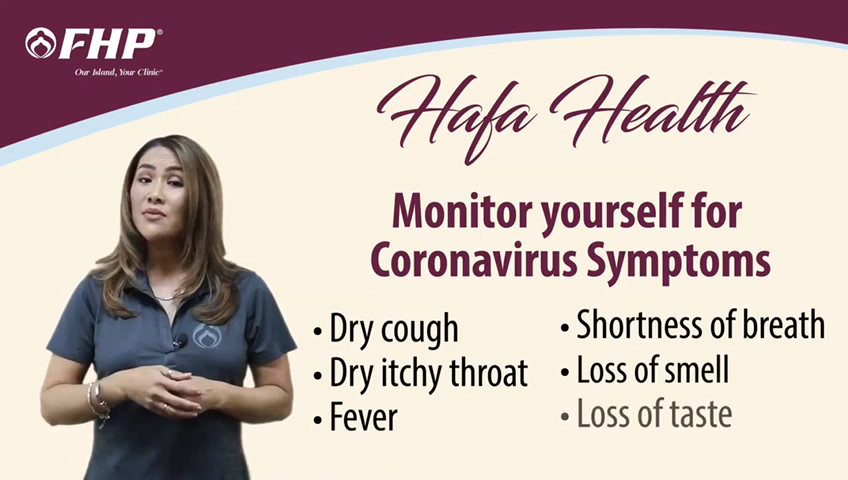 FHP®
Our Island, Your Clinic™
Hafa Health
Monitor yourself for
Coronavirus Symptoms
• Dry cough
• Dry itchy throat
• Fever
• Shortness of breath
• Loss of smell
• Loss of taste